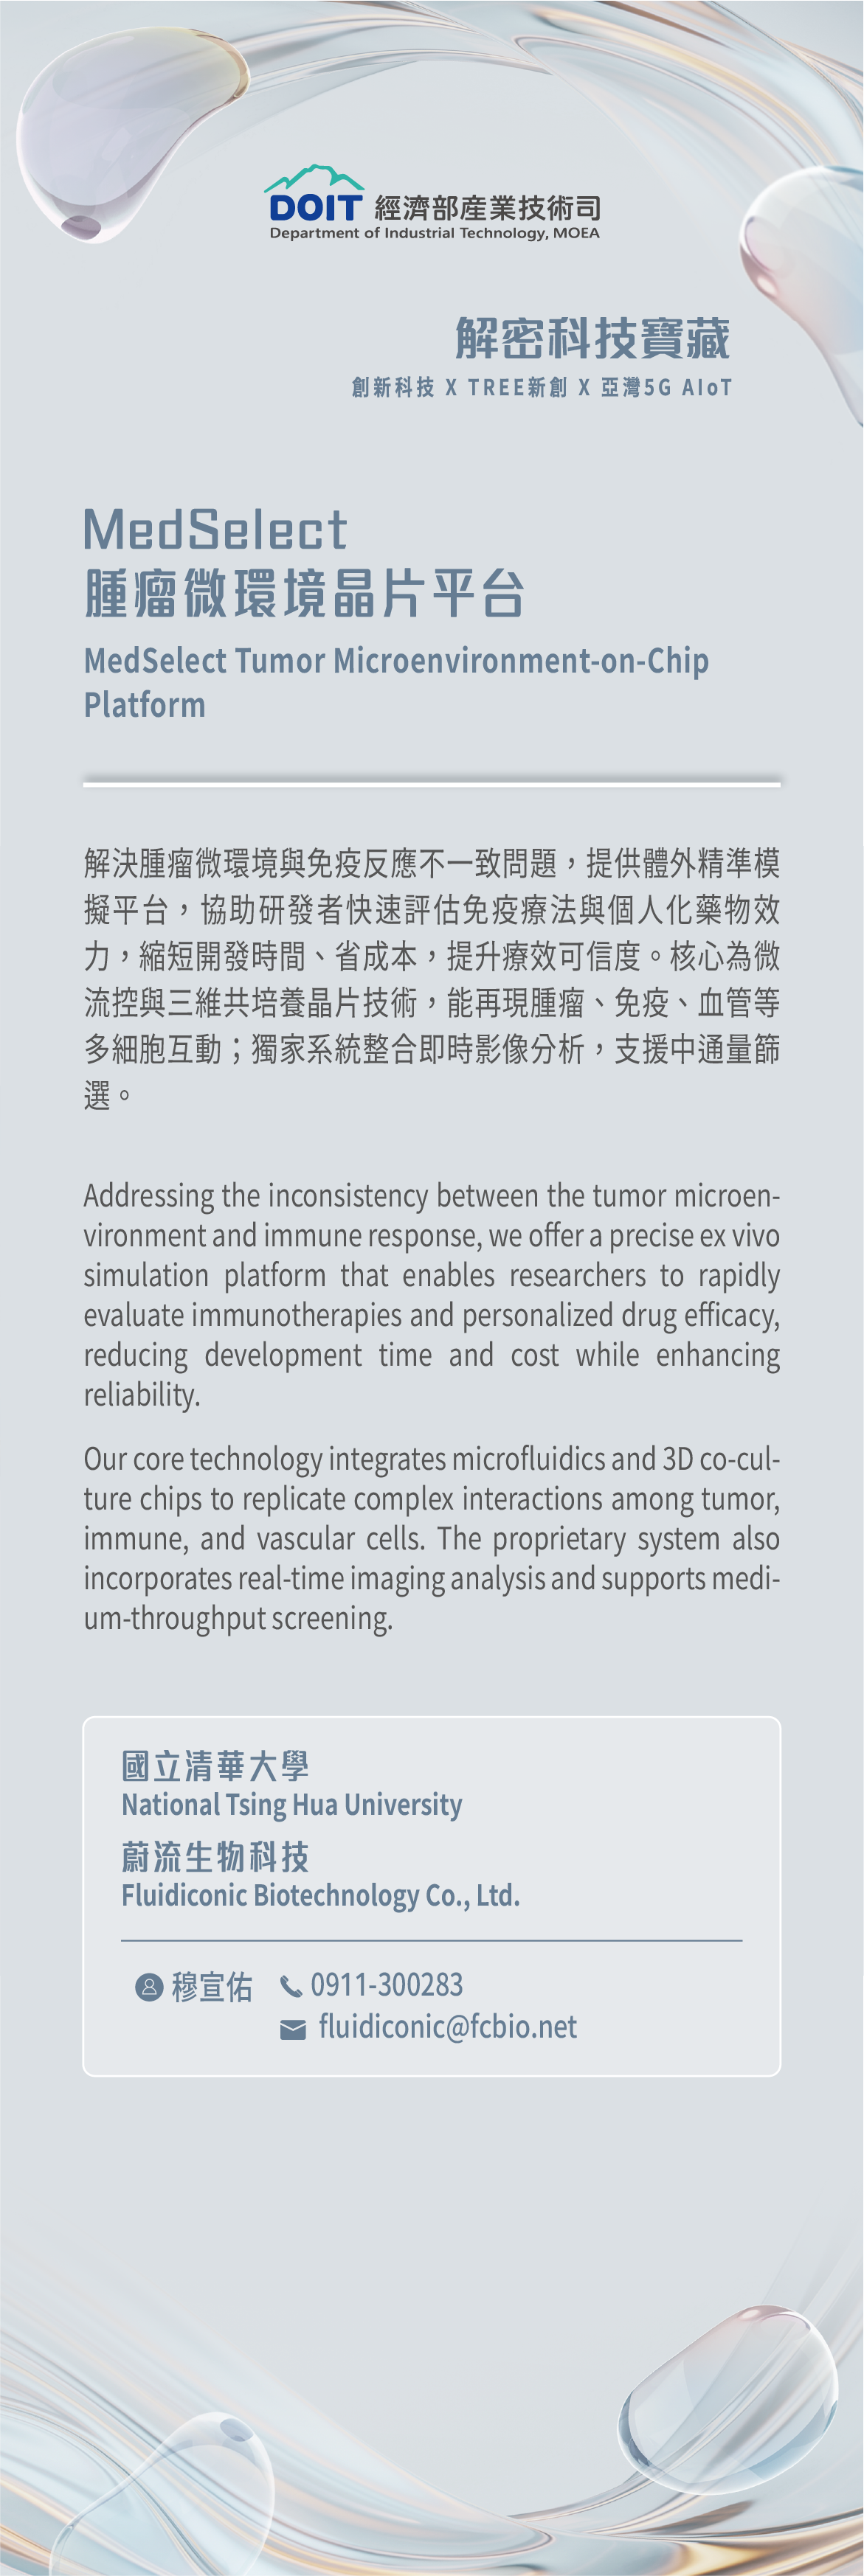 DOIT 經濟部產業技術司
Department of Industrial Technology, MOEA
解密科技寶藏
創新科技 X TREE新創 X 亞灣5G AIoT
MedSelect
腫瘤微環境晶片平台
MedSelect Tumor Microenvironment-on-Chip
Platform
解決腫瘤微環境與免疫反應不一致問題，提供體外精準模
擬平台，協助研發者快速評估免疫療法與個人化藥物效
力，縮短開發時間、省成本，提升療效可信度。核心為微
流控與三維共培養晶片技術，能再現腫瘤、免疫、血管等
多細胞互動；獨家系統整合即時影像分析，支援中通量篩
選。
Addressing the inconsistency between the tumor microen-
vironment and immune response, we offer a precise ex vivo
simulation platform that enables researchers to rapidly
evaluate immunotherapies and personalized drug efficacy,
reducing development time and cost while enhancing
reliability.
Our core technology integrates microfluidics and 3D co-cul-
ture chips to replicate complex interactions among tumor,
immune, and vascular cells. The proprietary system also
incorporates real-time imaging analysis and supports medi-
um-throughput screening.
國立清華大學
National Tsing Hua University
蔚流生物科技
Fluidiconic Biotechnology Co., Ltd.
穆宣佑 0911-300283
fluidiconic@fcbio.net